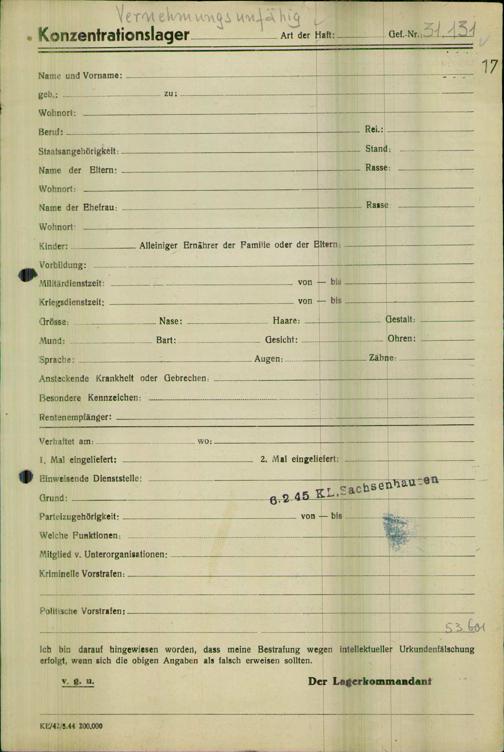 Vernehmungsunfähig
Konzentrationslager Art der Haft: Gef.-Nr. 31.131
17
Name und Vorname:
geb.: zu:
Wohnort:
Beruf: Rel.:
Staatsangehörigkeit: Stand:
Name der Eltern: Rasse:
Wohnort:
Name der Ehefrau: Rasse
Wohnort:
Kinder: Alleiniger Ernährer der Familie oder der Eltern:
Vorbildung:
Militärdienstzeit: von — bis
Kriegsdienstzeit: von — bis
Grösse: Nase: Haare: Gestalt:
Mund: Bart: Gesicht: Ohren:
Sprache: Augen: Zähne:
Ansteckende Krankheit oder Gebrechen:
Besondere Kennzeichen:
Rentenempfänger:
Verhaftet am: wo:
1. Mal eingeliefert: 2. Mal eingeliefert:
Einweisende Dienststelle:
Grund: 6.2.45 KL. Sachsenhausen
Parteizugehörigkeit: von — bis
Welche Funktionen:
Mitglied v. Unterorganisationen:
Kriminelle Vorstrafen:
Politische Vorstrafen:
53.601
Ich bin darauf hingewiesen worden, dass meine Bestrafung wegen intellektueller Urkundenfälschung
erfolgt, wenn sich die obigen Angaben als falsch erweisen sollten.
v. g. u. Der Lagerkommandant
KL/42/5.44 500.000